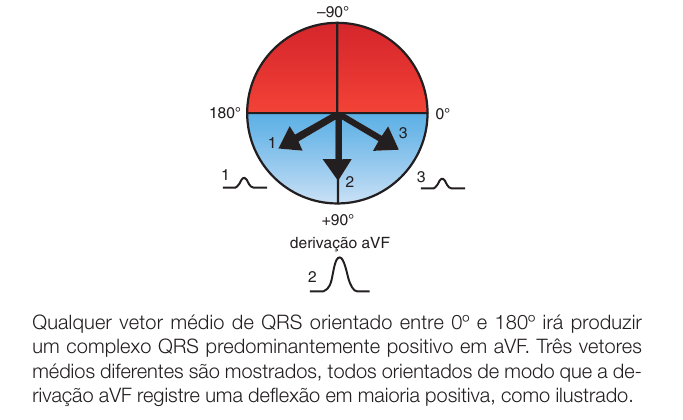 –90°
180°
0°
1
3
2
1
3
+90°
derivação aVF
2
Qualquer vetor médio de QRS orientado entre 0º e 180º irá produzir
um complexo QRS predominantemente positivo em aVF. Três vetores
médios diferentes são mostrados, todos orientados de modo que a de-
rivação aVF registre uma deflexão em maioria positiva, como ilustrado.